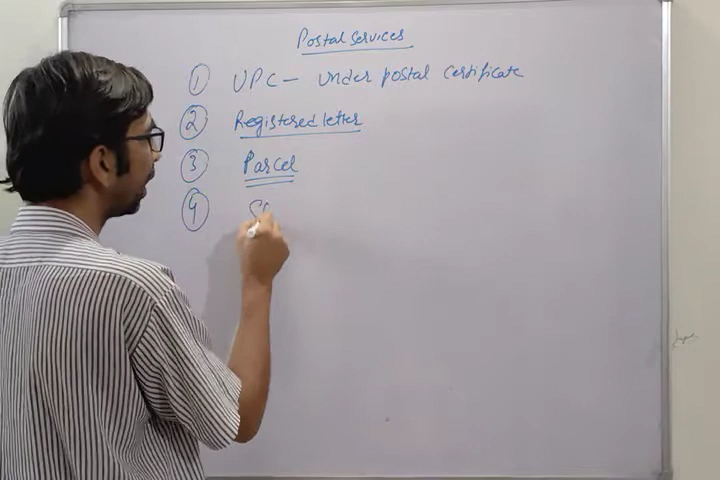 Postal Services
1 UPC - Under postal certificate
2 Registered letter
3 Parcel
4 S